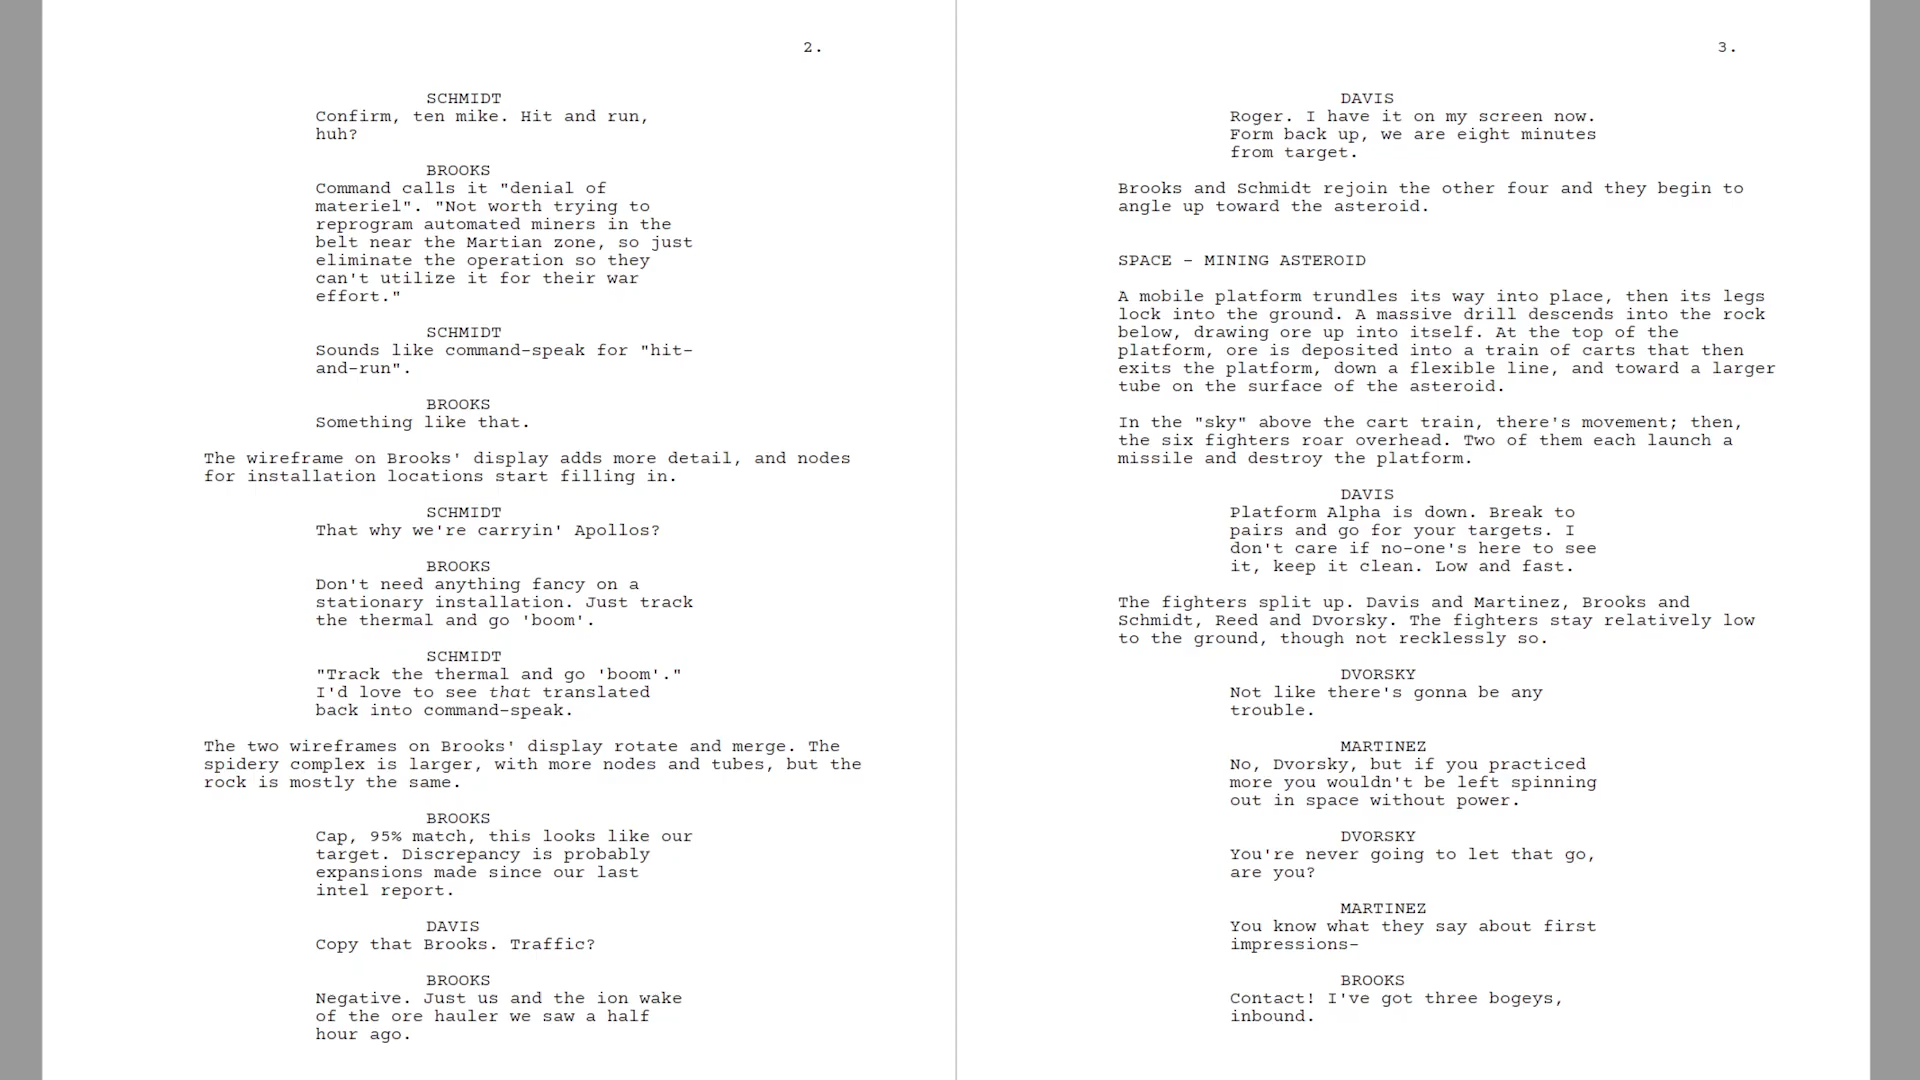 2.
SCHMIDT
Confirm, ten mike. Hit and run,
huh?
BROOKS
Command calls it "denial of
materiel". "Not worth trying to
reprogram automated miners in the
belt near the Martian zone, so just
eliminate the operation so they
can't utilize it for their war
effort."
SCHMIDT
Sounds like command-speak for "hit-
and-run".
BROOKS
Something like that.
The wireframe on Brooks' display adds more detail, and nodes
for installation locations start filling in.
SCHMIDT
That why we're carryin' Apollos?
BROOKS
Don't need anything fancy on a
stationary installation. Just track
the thermal and go 'boom'.
SCHMIDT
"Track the thermal and go 'boom'."
I'd love to see that translated
back into command-speak.
The two wireframes on Brooks' display rotate and merge. The
spidery complex is larger, with more nodes and tubes, but the
rock is mostly the same.
BROOKS
Cap, 95% match, this looks like our
target. Discrepancy is probably
expansions made since our last
intel report.
DAVIS
Copy that Brooks. Traffic?
BROOKS
Negative. Just us and the ion wake
of the ore hauler we saw a half
hour ago.
3.
DAVIS
Roger. I have it on my screen now.
Form back up, we are eight minutes
from target.
Brooks and Schmidt rejoin the other four and they begin to
angle up toward the asteroid.
SPACE - MINING ASTEROID
A mobile platform trundles its way into place, then its legs
lock into the ground. A massive drill descends into the rock
below, drawing ore up into itself. At the top of the
platform, ore is deposited into a train of carts that then
exits the platform, down a flexible line, and toward a larger
tube on the surface of the asteroid.
In the "sky" above the cart train, there's movement; then,
the six fighters roar overhead. Two of them each launch a
missile and destroy the platform.
DAVIS
Platform Alpha is down. Break to
pairs and go for your targets. I
don't care if no-one's here to see
it, keep it clean. Low and fast.
The fighters split up. Davis and Martinez, Brooks and
Schmidt, Reed and Dvorsky. The fighters stay relatively low
to the ground, though not recklessly so.
DVORSKY
Not like there's gonna be any
trouble.
MARTINEZ
No, Dvorsky, but if you practiced
more you wouldn't be left spinning
out in space without power.
DVORSKY
You're never going to let that go,
are you?
MARTINEZ
You know what they say about first
impressions-
BROOKS
Contact! I've got three bogeys,
inbound.